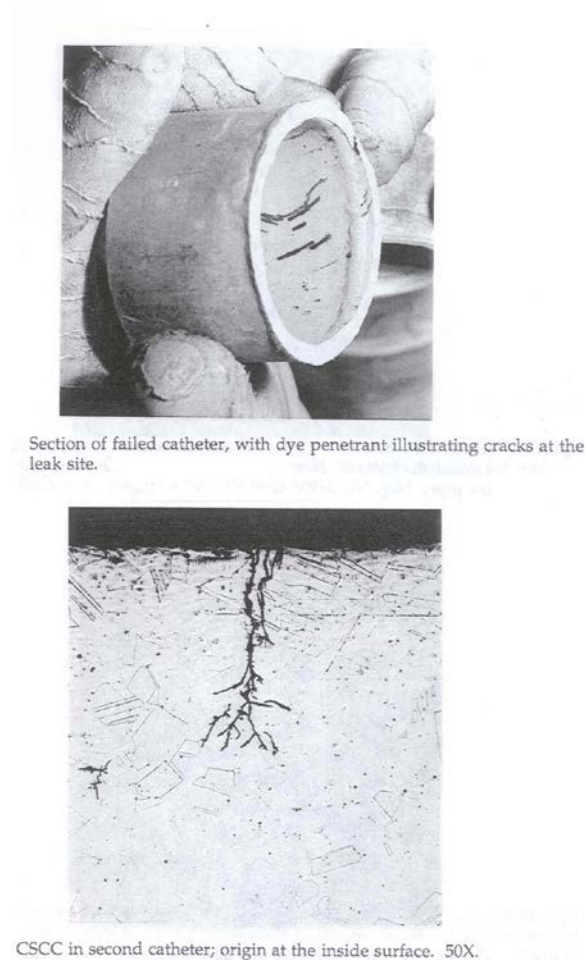 Section of failed catheter, with dye penetrant illustrating cracks at the
leak site.
CSCC in second catheter; origin at the inside surface. 50X.